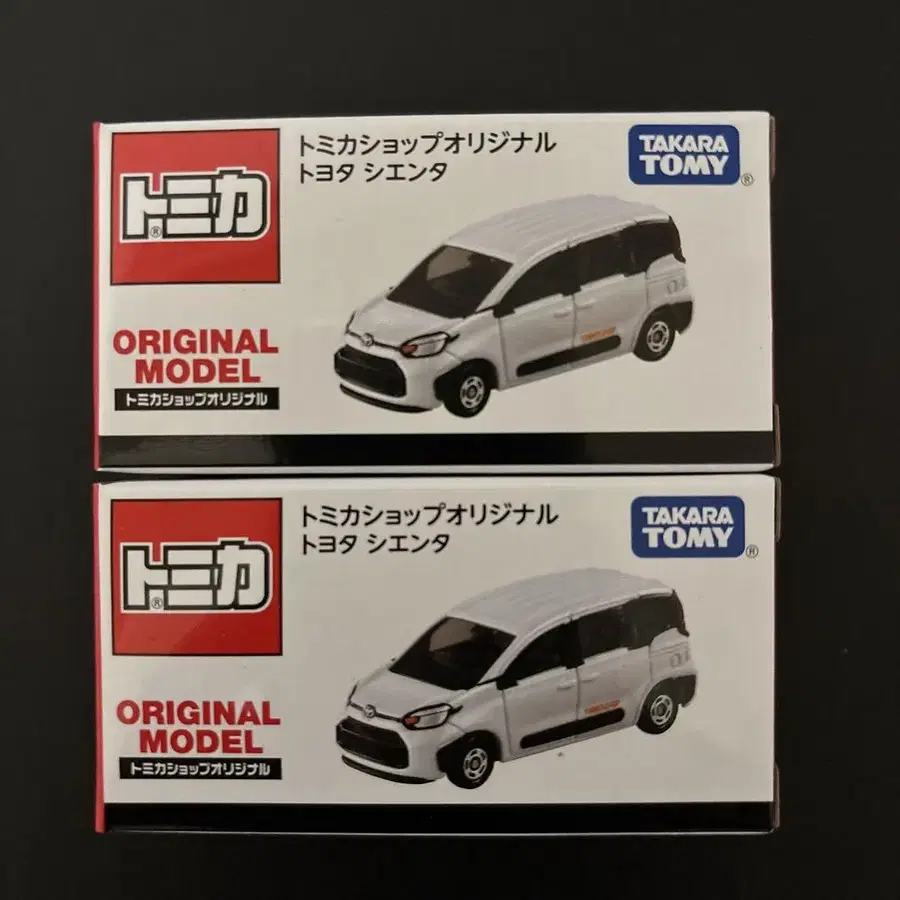 トミカ®
トミカショップオリジナル
トヨタ シエンタ
TAKARA
TOMY®
ORIGINAL
MODEL
トミカショップオリジナル
トミカ®
トミカショップオリジナル
トヨタ シエンタ
TAKARA
TOMY®
ORIGINAL
MODEL
トミカショップオリジナル